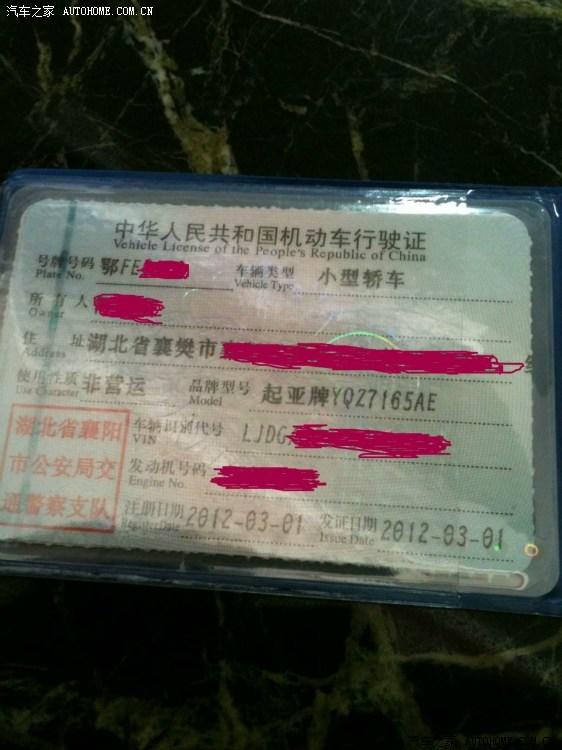 汽车之家 AUTOHOME.COM.CN
中华人民共和国机动车行驶证
Vehicle License of the People's Republic of China
号牌号码 鄂FE 车辆类型 小型轿车
Plate No. Vehicle Type
所有人
Owner
住 址 湖北省襄樊市
Address
使用性质 非营运 品牌型号 起亚牌YQZ7165AE
Use Character Model
湖北省襄阳
市公安局交
通警察支队
车辆识别代号 LJDG
VIN
发动机号码
Engine No.
注册日期 2012-03-01 发证日期 2012-03-01
Register Date Issue Date
汽车之家 AUTOHOME.COM.CN